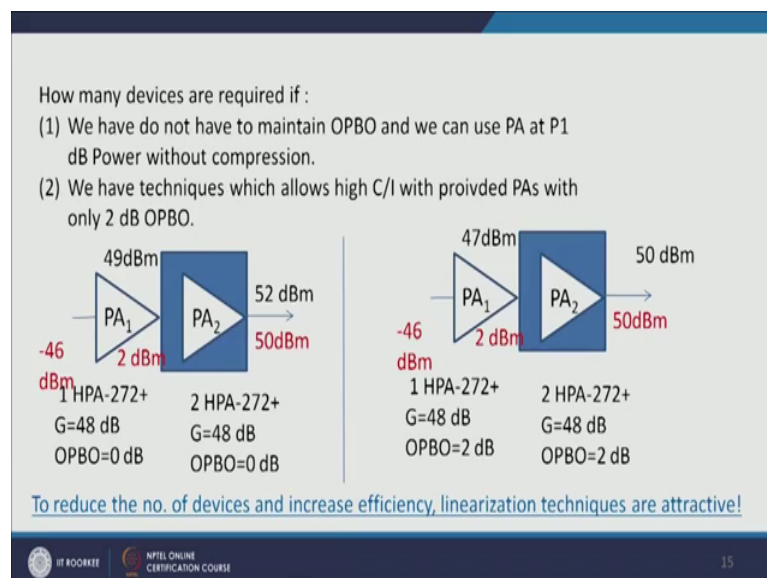 How many devices are required if :
(1) We have do not have to maintain OPBO and we can use PA at P1
dB Power without compression.
(2) We have techniques which allows high C/I with proivded PAs with
only 2 dB OPBO.
49dBm
PA1
PA2
52 dBm
50dBm
-46
dBm
2 dBm
1 HPA-272+
G=48 dB
OPBO=0 dB
2 HPA-272+
G=48 dB
OPBO=0 dB
47dBm
PA1
PA2
50 dBm
50dBm
-46
dBm
2 dBm
1 HPA-272+
G=48 dB
OPBO=2 dB
2 HPA-272+
G=48 dB
OPBO=2 dB
To reduce the no. of devices and increase efficiency, linearization techniques are attractive!
IIT ROORKEE
NPTEL ONLINE
CERTIFICATION COURSE
15